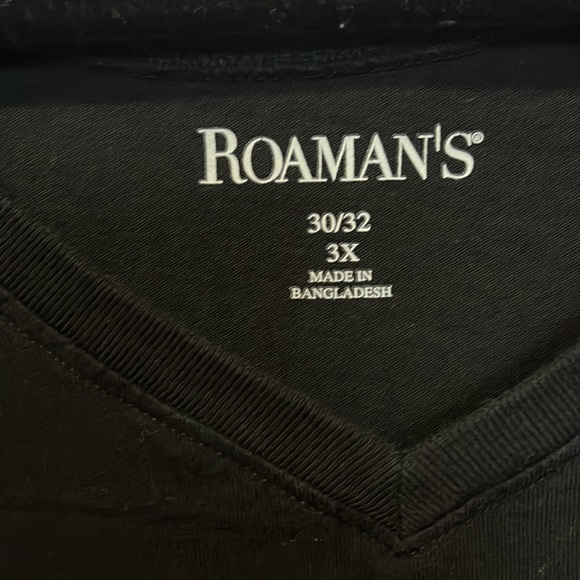 ROAMAN'S®
30/32
3X
MADE IN
BANGLADESH